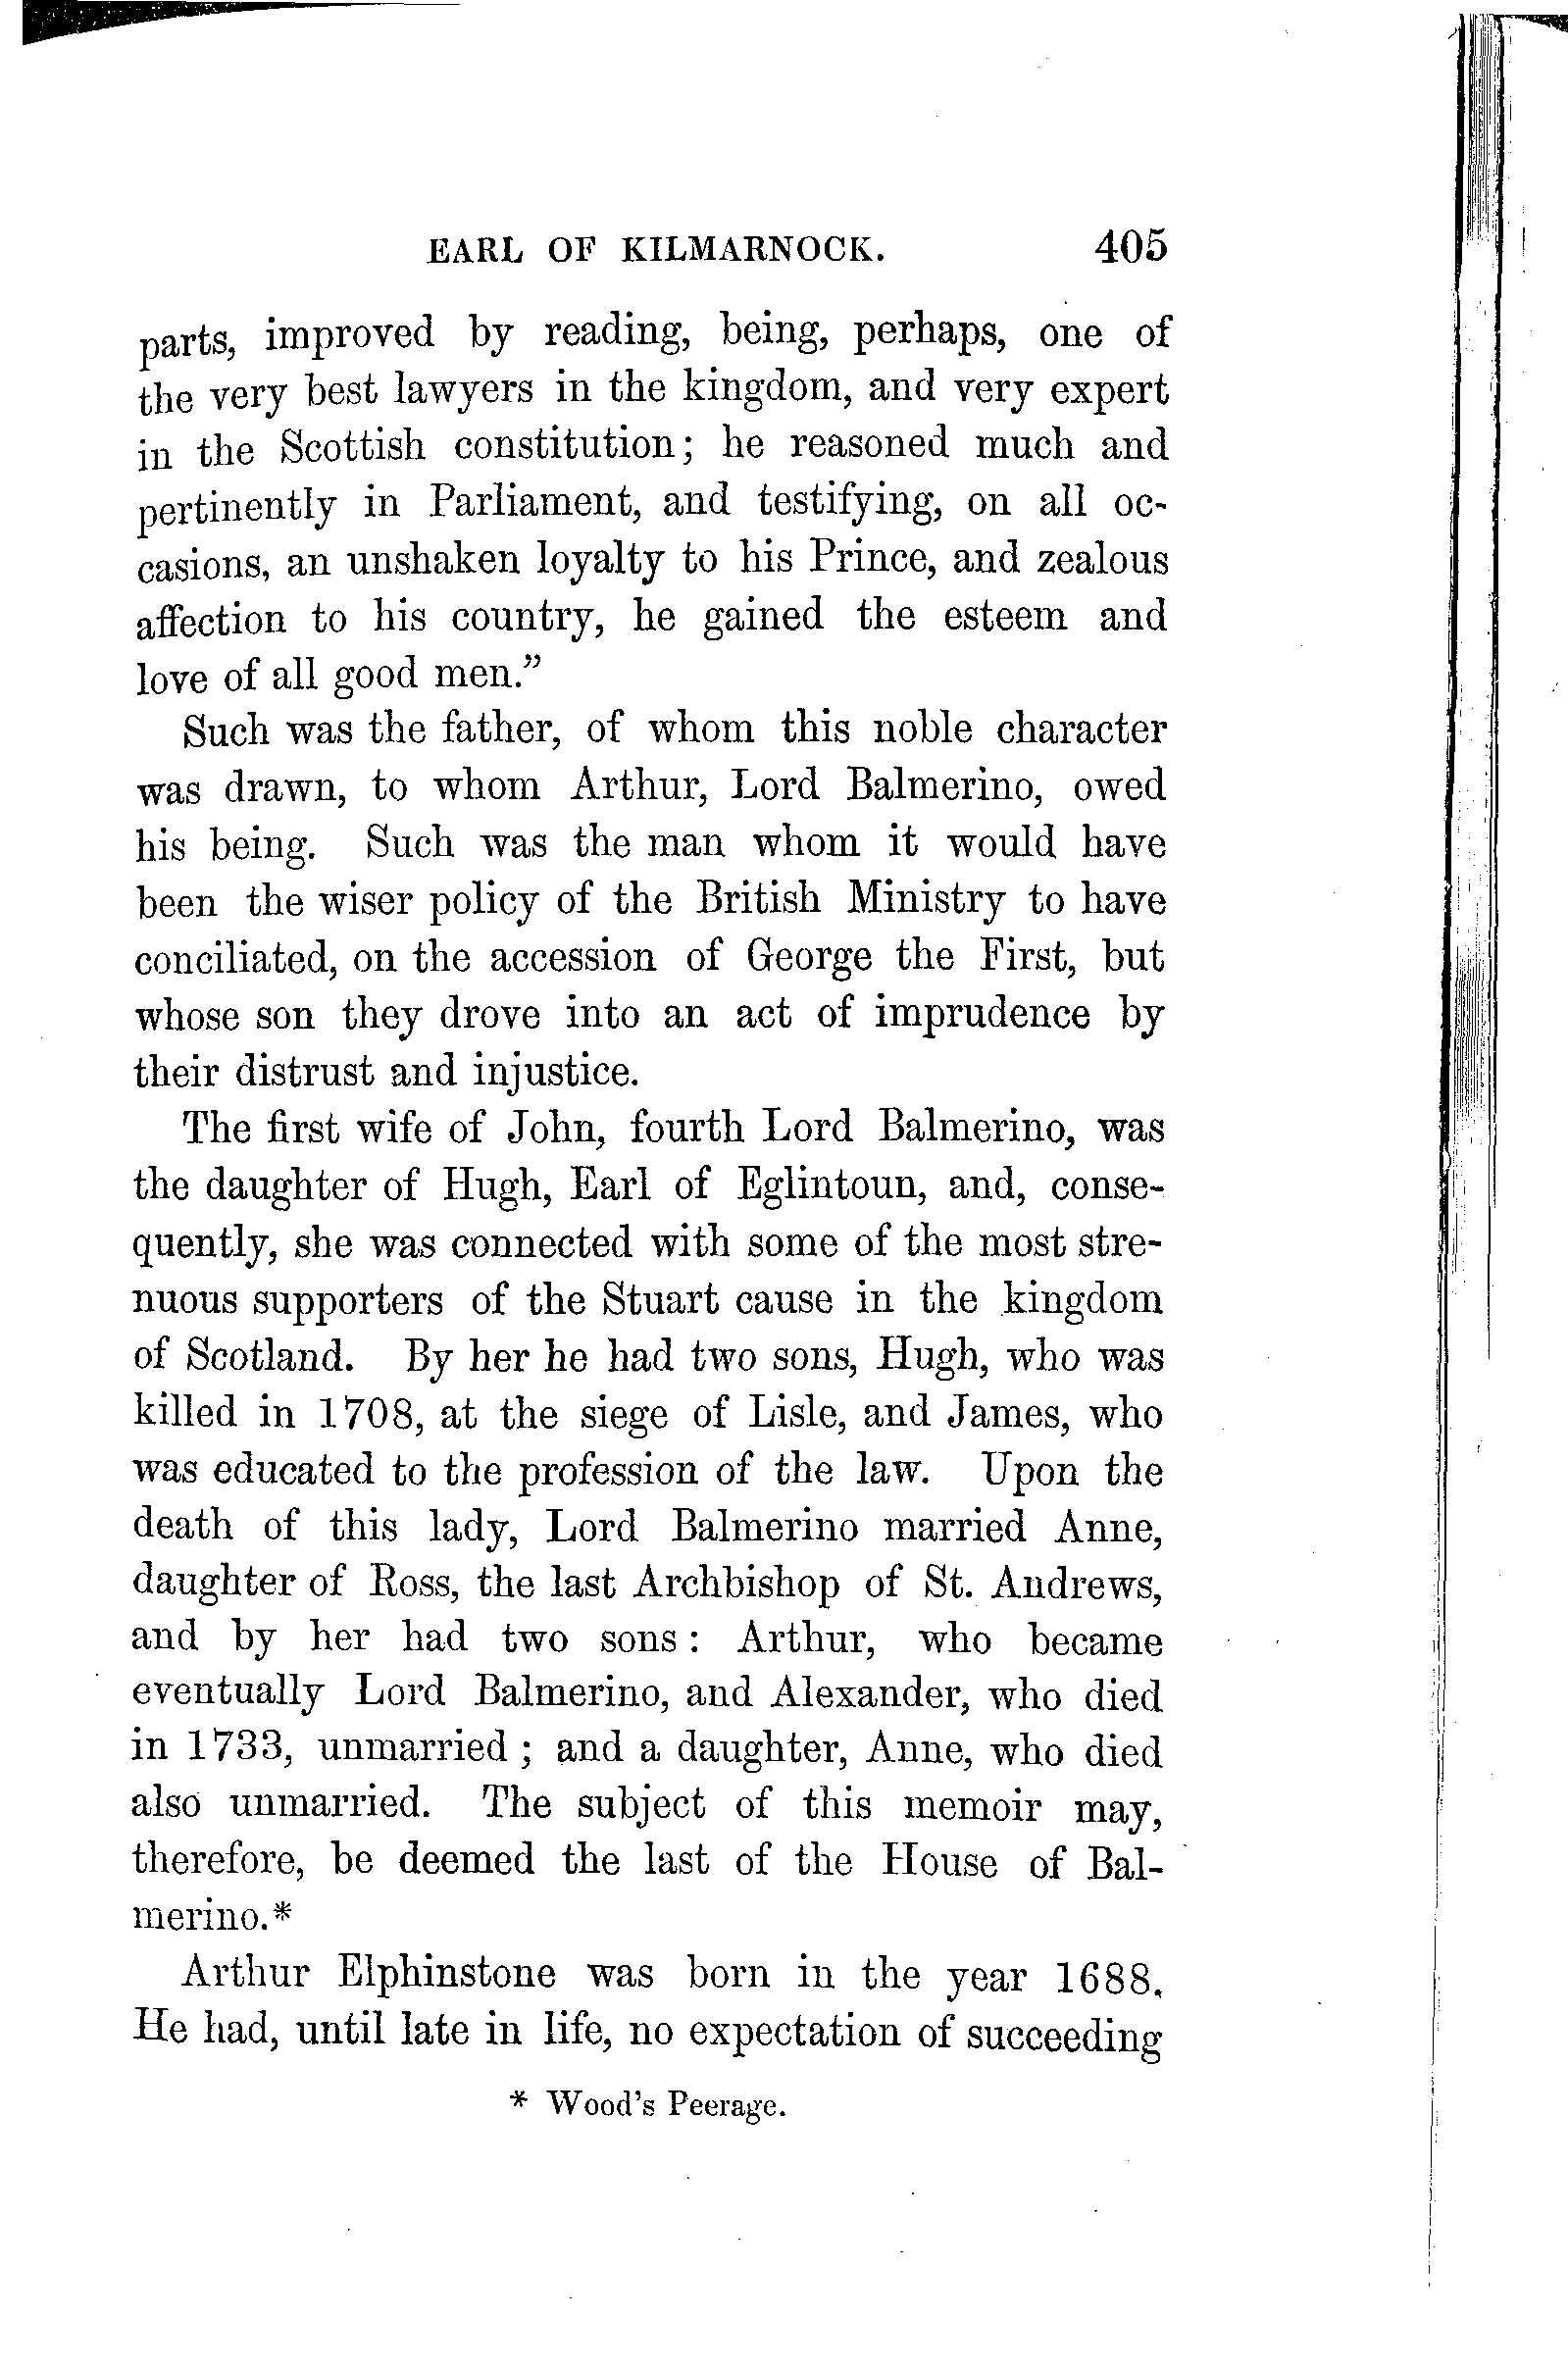 EARL OF KILMARNOCK. 405
parts, improved by reading, being, perhaps, one of
the very best lawyers in the kingdom, and very expert
in the Scottish constitution; he reasoned much and
pertinently in Parliament, and testifying, on all oc-
casions, an unshaken loyalty to his Prince, and zealous
affection to his country, he gained the esteem and
love of all good men.”
Such was the father, of whom this noble character
was drawn, to whom Arthur, Lord Balmerino, owed
his being. Such was the man whom it would have
been the wiser policy of the British Ministry to have
conciliated, on the accession of George the First, but
whose son they drove into an act of imprudence by
their distrust and injustice.
The first wife of John, fourth Lord Balmerino, was
the daughter of Hugh, Earl of Eglintoun, and, conse-
quently, she was connected with some of the most stre-
nuous supporters of the Stuart cause in the kingdom
of Scotland. By her he had two sons, Hugh, who was
killed in 1708, at the siege of Lisle, and James, who
was educated to the profession of the law. Upon the
death of this lady, Lord Balmerino married Anne,
daughter of Ross, the last Archbishop of St. Andrews,
and by her had two sons: Arthur, who became
eventually Lord Balmerino, and Alexander, who died
in 1733, unmarried; and a daughter, Anne, who died
also unmarried. The subject of this memoir may,
therefore, be deemed the last of the House of Bal-
merino.*
Arthur Elphinstone was born in the year 1688.
He had, until late in life, no expectation of succeeding
* Wood's Peerage.